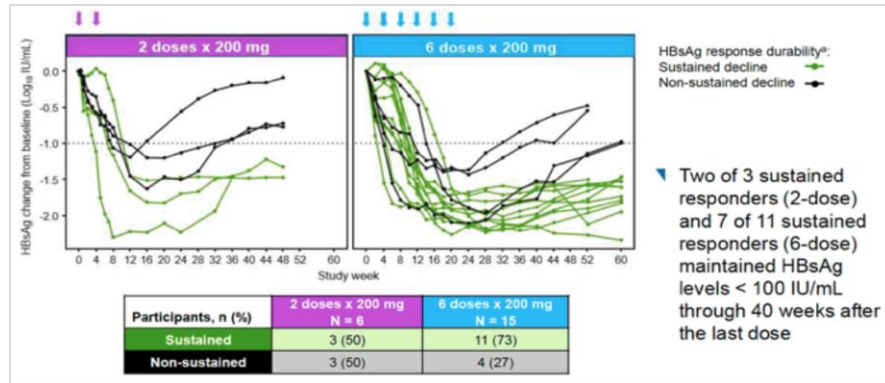 2 doses x 200 mg
6 doses x 200 mg
HBsAg response durabilityᵃ:
Sustained decline
Non-sustained decline
HBsAg change from baseline (Log₁₀ IU/mL)
0.0
-0.5
-1.0
-1.5
-2.0
0 4 8 12 16 20 24 28 32 36 40 44 48
0 4 8 12 16 20 24 28 32 36 40 44 48 52 60
Study week
Two of 3 sustained
responders (2-dose)
and 7 of 11 sustained
responders (6-dose)
maintained HBsAg
levels < 100 IU/mL
through 40 weeks after
the last dose
Participants, n (%)
2 doses x 200 mg
N = 6
6 doses x 200 mg
N = 15
Sustained 3 (50) 11 (73)
Non-sustained 3 (50) 4 (27)